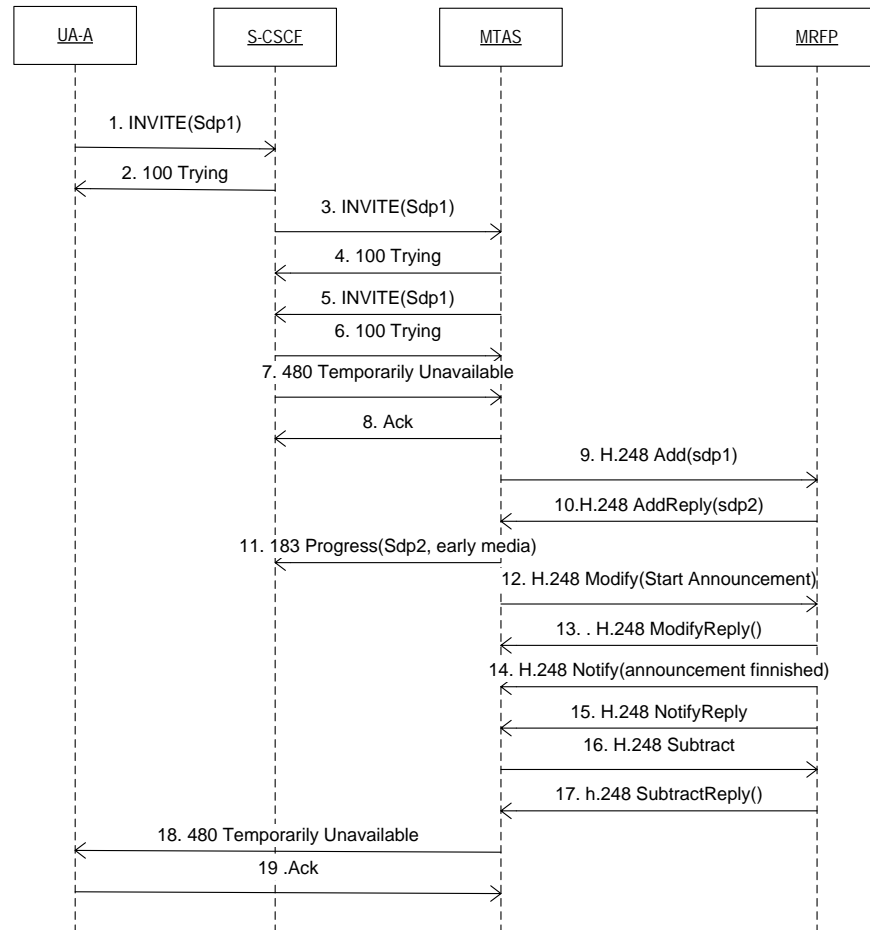 UA-A
S-CSCF
MTAS
MRFP
1. INVITE(Sdp1)
2. 100 Trying
3. INVITE(Sdp1)
4. 100 Trying
5. INVITE(Sdp1)
6. 100 Trying
7. 480 Temporarily Unavailable
8. Ack
9. H.248 Add(sdp1)
10.H.248 AddReply(sdp2)
11. 183 Progress(Sdp2, early media)
12. H.248 Modify(Start Announcement)
13. . H.248 ModifyReply()
14. H.248 Notify(announcement finnished)
15. H.248 NotifyReply
16. H.248 Subtract
17. h.248 SubtractReply()
18. 480 Temporarily Unavailable
19 .Ack